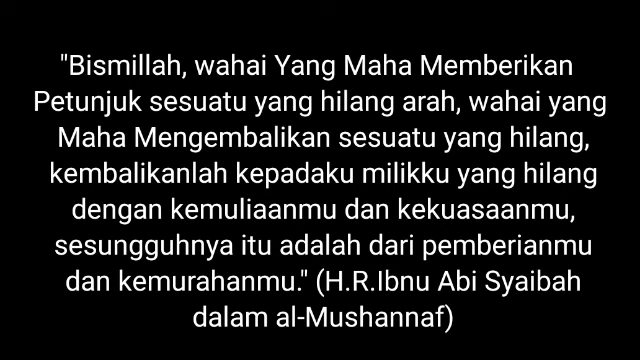 "Bismillah, wahai Yang Maha Memberikan
Petunjuk sesuatu yang hilang arah, wahai yang
Maha Mengembalikan sesuatu yang hilang,
kembalikanlah kepadaku milikku yang hilang
dengan kemuliaanmu dan kekuasaanmu,
sesungguhnya itu adalah dari pemberianmu
dan kemurahanmu." (H.R.Ibnu Abi Syaibah
dalam al-Mushannaf)